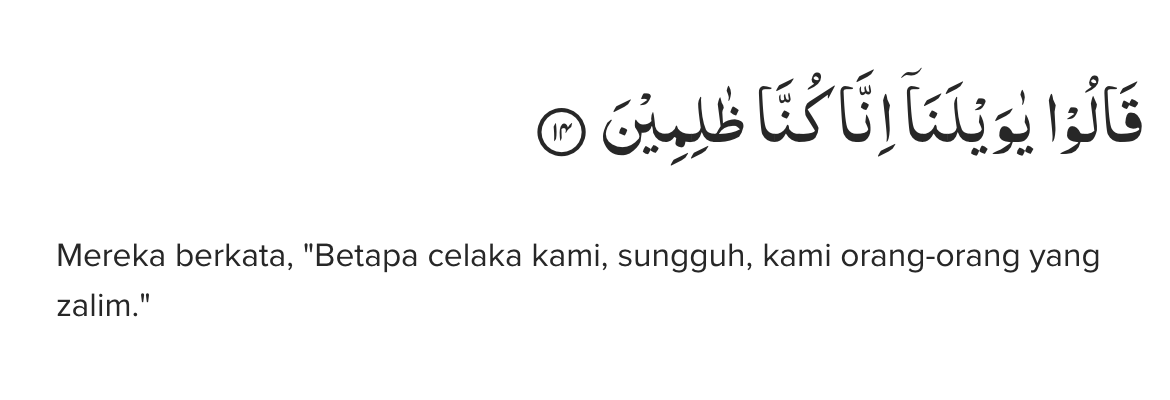 قَالُوْا يٰوَيْلَنَآ اِنَّا كُنَّا ظٰلِمِيْنَ ١٤
Mereka berkata, "Betapa celaka kami, sungguh, kami orang-orang yang
zalim."